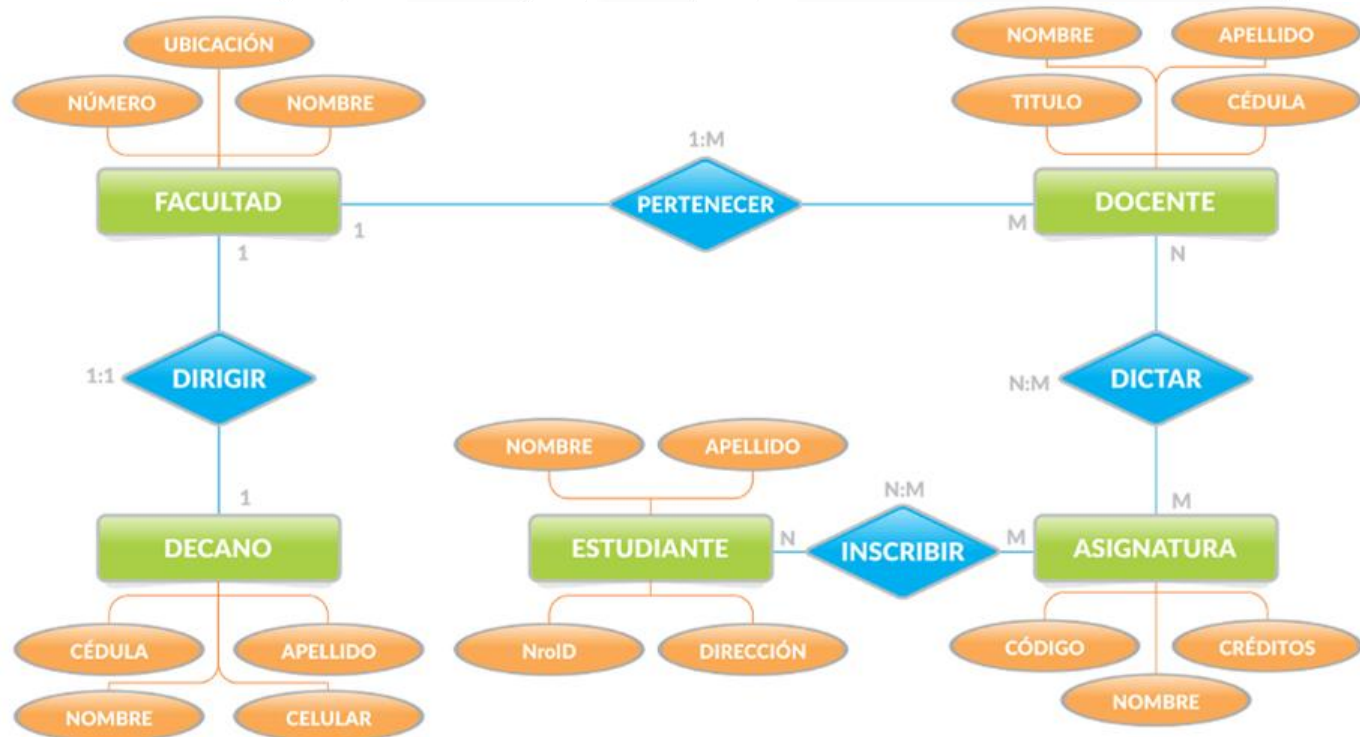 UBICACIÓN
NÚMERO
NOMBRE
FACULTAD
1
1
1:M
PERTENECER
NOMBRE
APELLIDO
TITULO
CÉDULA
DOCENTE
M
N
1:1
DIRIGIR
N:M
DICTAR
1
DECANO
CÉDULA
APELLIDO
NOMBRE
CELULAR
NOMBRE
APELLIDO
ESTUDIANTE
N
NroID
DIRECCIÓN
N:M
INSCRIBIR
M
M
ASIGNATURA
CÓDIGO
CRÉDITOS
NOMBRE